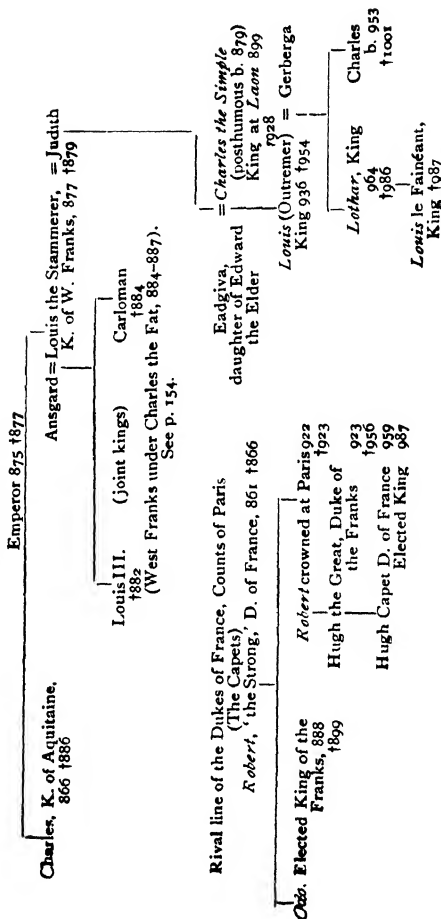 Emperor 875 †877
Charles, K. of Aquitaine,
866 †886
Ansgard = Louis the Stammerer, = Judith
K. of W. Franks, 877 †879
Louis III. (joint kings) Carloman
†882 †884
(West Franks under Charles the Fat, 884-887).
See p. 154.
Eadgiva, = Charles the Simple
daughter of Edward (posthumous b. 879)
the Elder King at Laon 899
†928
Louis (Outremer) = Gerberga
King 936 †954
Lothar, King Charles
964 b. 953
†986 †1001
Louis le Fainéant,
King †987
Rival line of the Dukes of France, Counts of Paris
(The Capets)
Robert, 'the Strong,' D. of France, 861 †866
Odo. Elected King of the
Franks, 888
†899
Robert crowned at Paris 922
†923
Hugh the Great, Duke of 923
the Franks †956
Hugh Capet D. of France 959
Elected King 987